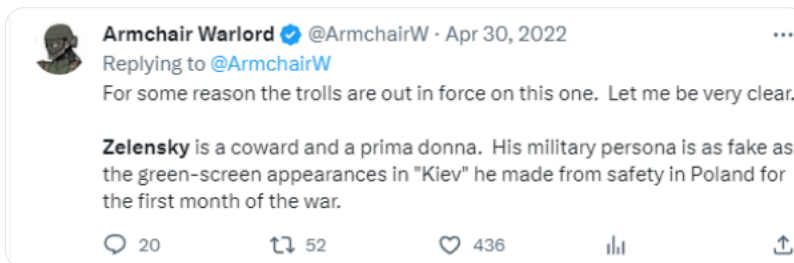 Armchair Warlord @ArmchairW · Apr 30, 2022 ...
Replying to @ArmchairW
For some reason the trolls are out in force on this one.  Let me be very clear.
Zelensky is a coward and a prima donna.  His military persona is as fake as
the green-screen appearances in "Kiev" he made from safety in Poland for
the first month of the war.
20 52 436